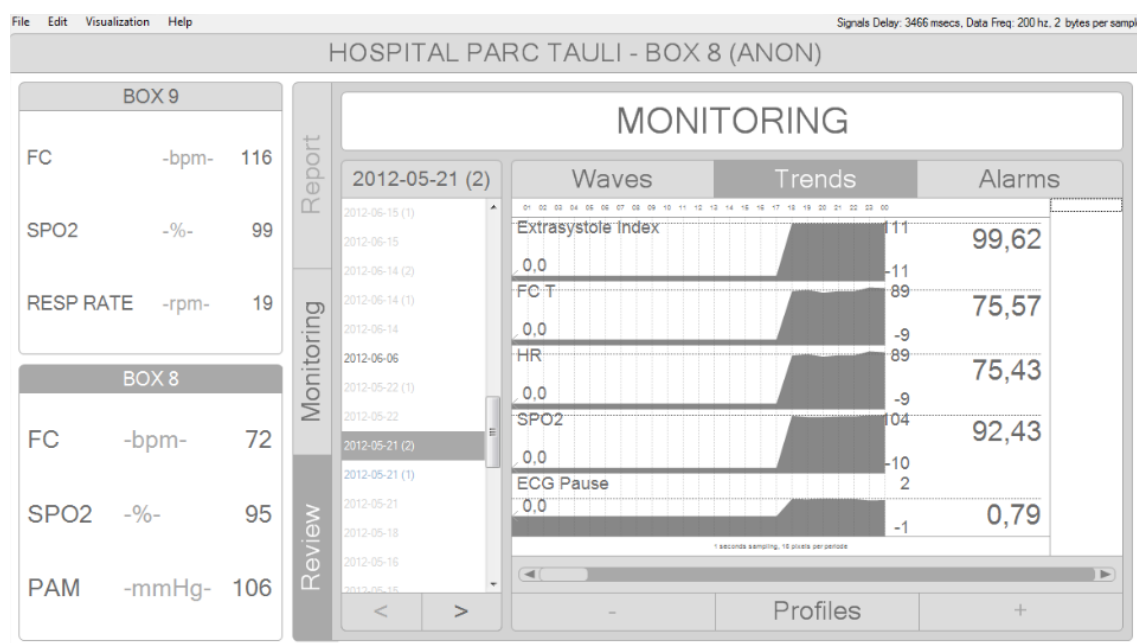 File Edit Visualization Help
Signals Delay: 3466 msecs, Data Freq: 200 hz, 2 bytes per sample
HOSPITAL PARC TAULI - BOX 8 (ANON)
BOX 9
FC -bpm- 116
SPO2 -%- 99
RESP RATE -rpm- 19
BOX 8
FC -bpm- 72
SPO2 -%- 95
PAM -mmHg- 106
Report
Monitoring
Review
MONITORING
2012-05-21 (2)
2012-06-15 (1)
2012-06-15
2012-06-14 (2)
2012-06-14 (1)
2012-06-14
2012-06-06
2012-05-22 (1)
2012-05-22
2012-05-21 (2)
2012-05-21 (1)
2012-05-21
2012-05-18
2012-05-16
2012-05-15
< >
Waves Trends Alarms
01 02 03 04 05 06 07 08 09 10 11 12 13 14 15 16 17 18 19 20 21 22 23 00
Extrasystole Index 111 99,62
0,0 -11
FC T 89 75,57
0,0 -9
HR 89 75,43
0,0 -9
SPO2 104 92,43
0,0 -10
ECG Pause 2
0,0 -1 0,79
1 seconds sampling, 16 pixels per periode
- Profiles +